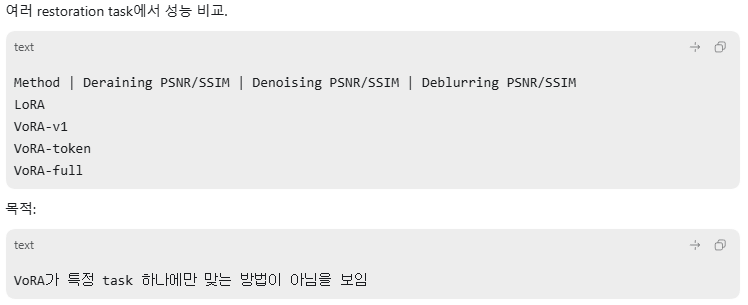 여러 restoration task에서 성능 비교.
text
Method | Deraining PSNR/SSIM | Denoising PSNR/SSIM | Deblurring PSNR/SSIM
LoRA
VoRA-v1
VoRA-token
VoRA-full
목적:
text
VoRA가 특정 task 하나에만 맞는 방법이 아님을 보임